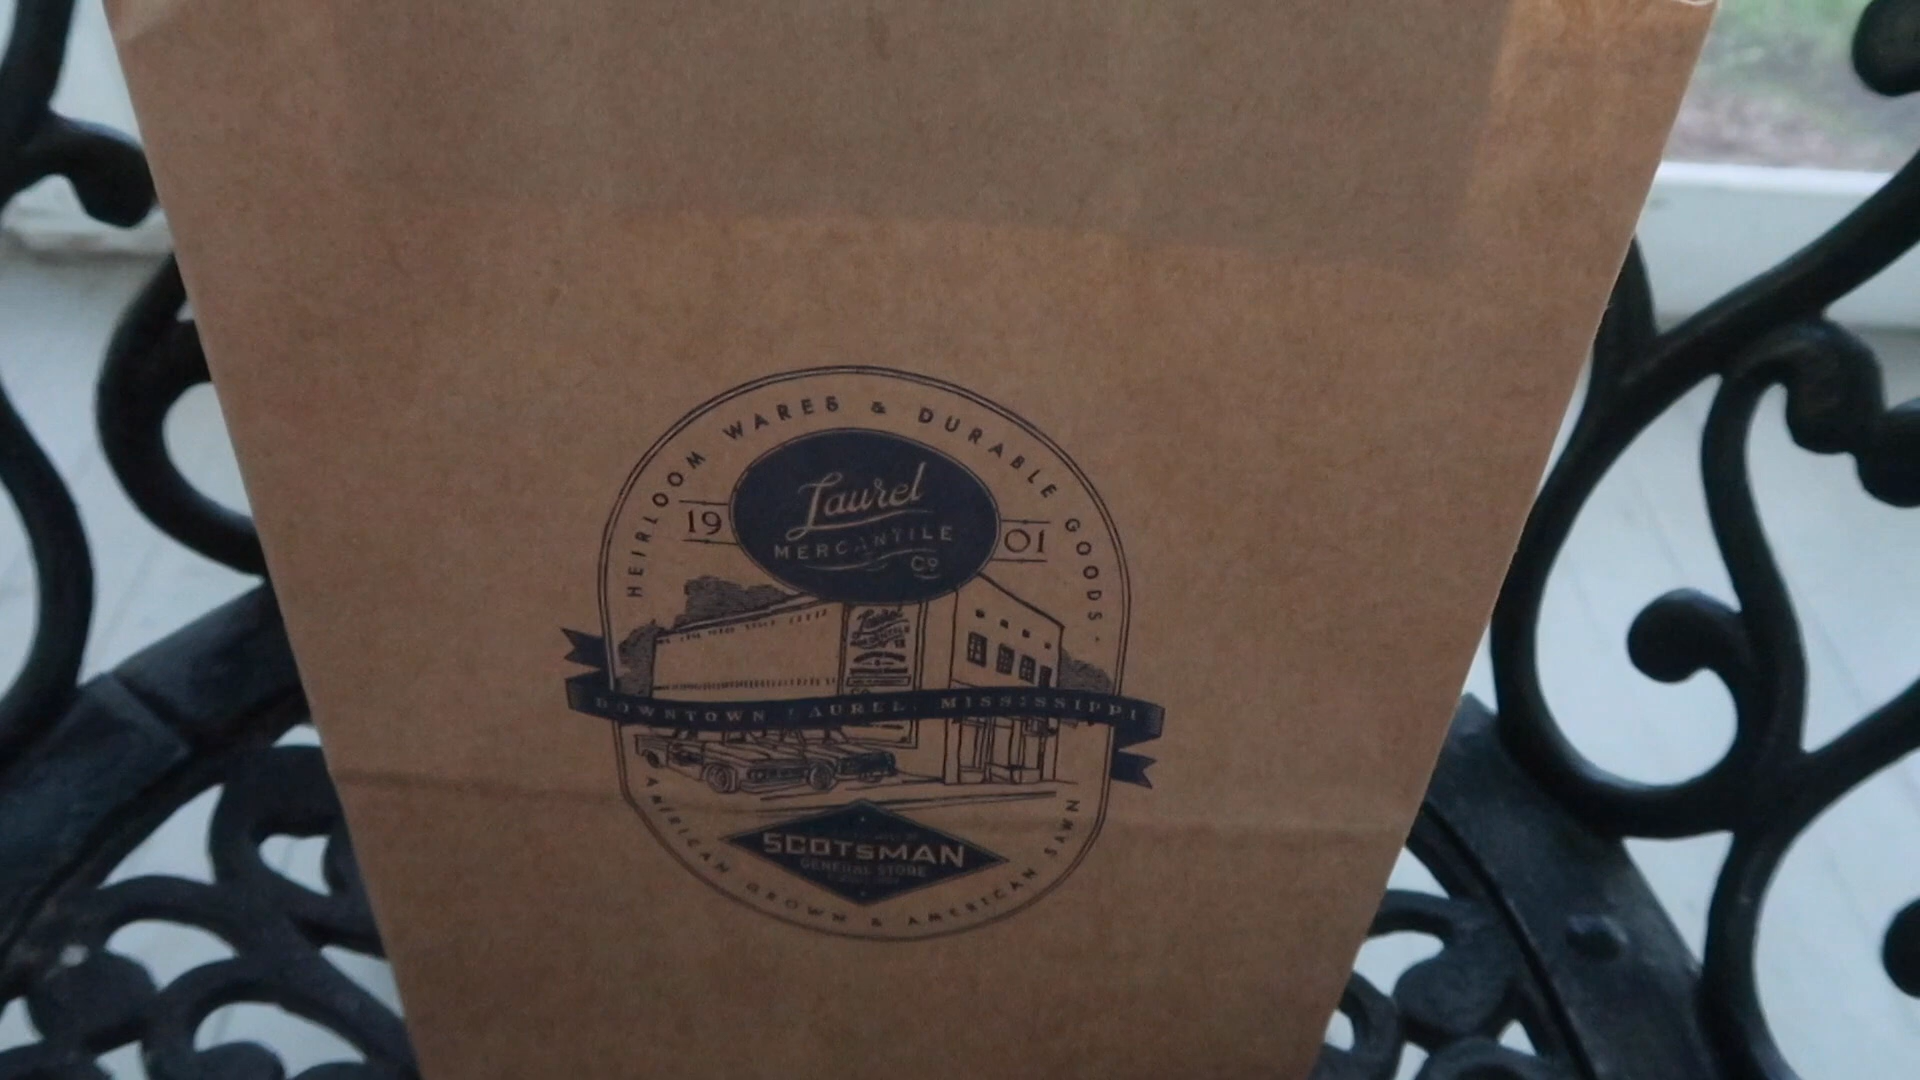 HEIRLOOM WARES & DURABLE GOODS
Laurel
19 01
MERCANTILE
Co
Laurel
DOWNTOWN LAUREL, MISSISSIPPI
SCOTSMAN
GENERAL STORE
AMERICAN GROWN & AMERICAN SAWN